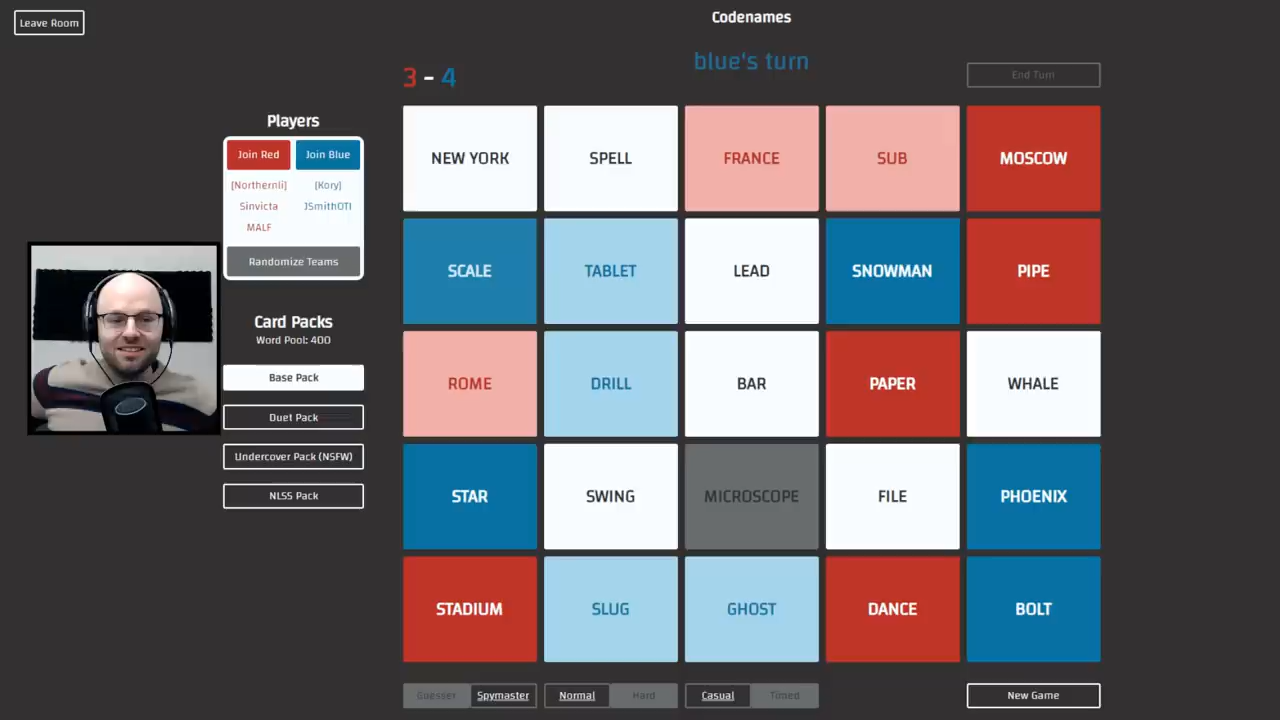 Leave Room
Codenames
blue's turn
3 - 4
End Turn
Players
Join Red Join Blue
[Northernli] [Kory]
Sinvicta JSmithOTI
MALF
Randomize Teams
Card Packs
Word Pool: 400
Base Pack
Duet Pack
Undercover Pack (NSFW)
NLSS Pack
NEW YORK SPELL FRANCE SUB MOSCOW
SCALE TABLET LEAD SNOWMAN PIPE
ROME DRILL BAR PAPER WHALE
STAR SWING MICROSCOPE FILE PHOENIX
STADIUM SLUG GHOST DANCE BOLT
Guesser Spymaster Normal Hard Casual Timed New Game